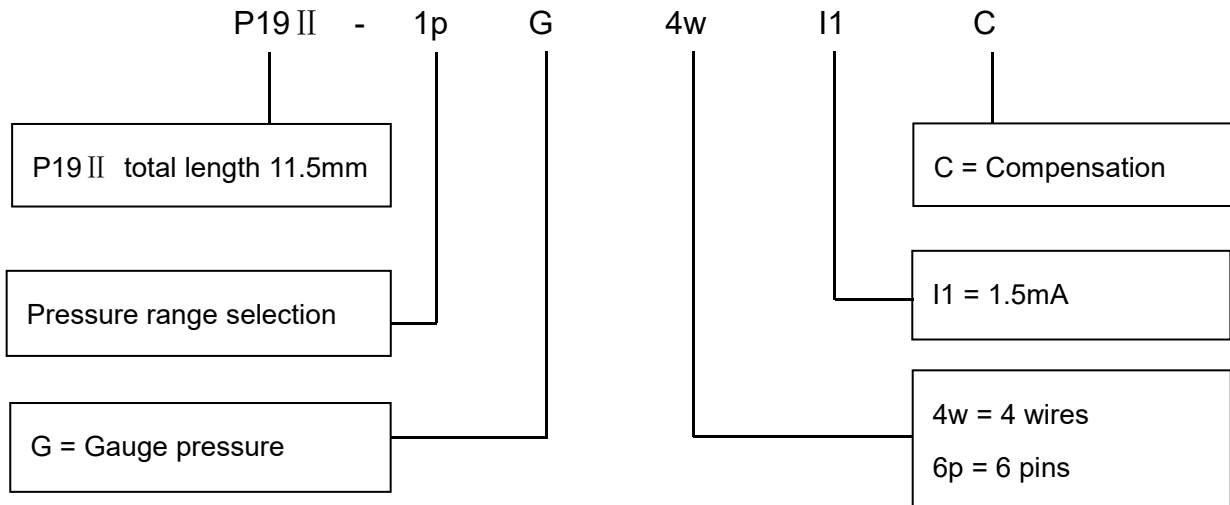 P19Ⅱ - 1p G 4w I1 C
P19Ⅱ total length 11.5mm
C = Compensation
Pressure range selection
I1 = 1.5mA
G = Gauge pressure
4w = 4 wires
6p = 6 pins